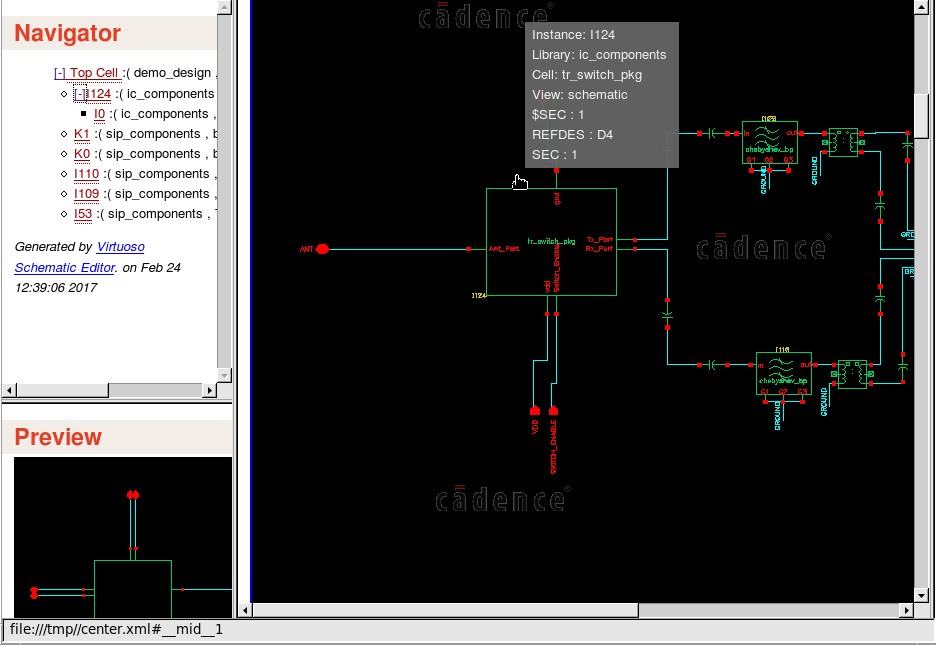 Navigator
[-] Top Cell :( demo_design ,
[-]I124 :( ic_components
I0 :( ic_components ,
K1 :( sip_components , b
K0 :( sip_components , b
I110 :( sip_components ,
I109 :( sip_components ,
I53 :( sip_components , T
Generated by Virtuoso
Schematic Editor. on Feb 24
12:39:06 2017
Preview
cādence
Instance: I124
Library: ic_components
Cell: tr_switch_pkg
View: schematic
$SEC : 1
REFDES : D4
SEC : 1
I109
In
OUT
chebyshev_bp
G1 G2 G3
GROUND
GROUND
gnd
ANT
Ant_Port
tr_switch_pkg
Tx_Port
Rx_Port
vdd
Switch_Enable
I124
cādence
VDD
SWITCH_ENABLE
I110
In
OUT
chebyshev_bp
G1 G2 G3
GROUND
GROUND
cādence
file:///tmp//center.xml#__mid__1